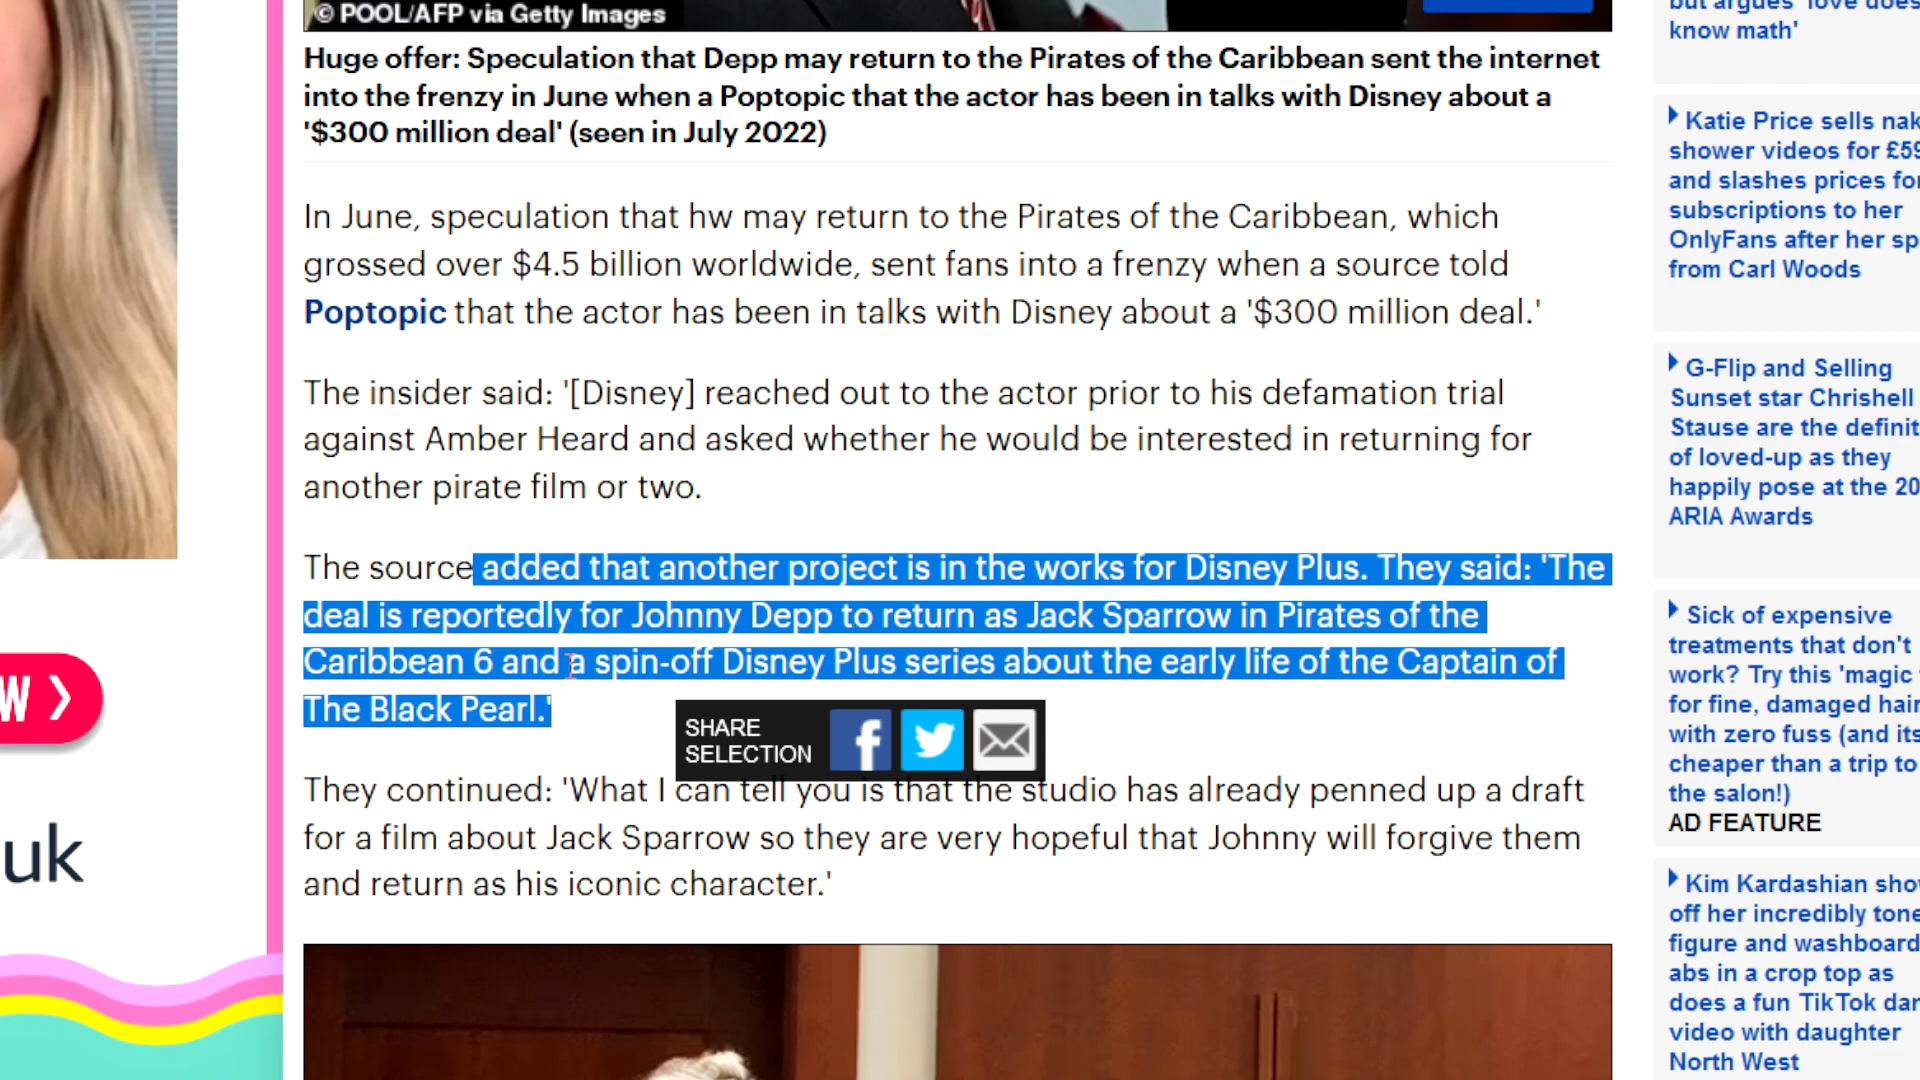 © POOL/AFP via Getty Images
Huge offer: Speculation that Depp may return to the Pirates of the Caribbean sent the internet
into the frenzy in June when a Poptopic that the actor has been in talks with Disney about a
'$300 million deal' (seen in July 2022)
In June, speculation that hw may return to the Pirates of the Caribbean, which
grossed over $4.5 billion worldwide, sent fans into a frenzy when a source told
Poptopic that the actor has been in talks with Disney about a '$300 million deal.'
The insider said: '[Disney] reached out to the actor prior to his defamation trial
against Amber Heard and asked whether he would be interested in returning for
another pirate film or two.
The source added that another project is in the works for Disney Plus. They said: 'The
deal is reportedly for Johnny Depp to return as Jack Sparrow in Pirates of the
Caribbean 6 and a spin-off Disney Plus series about the early life of the Captain of
The Black Pearl.'
SHARE
SELECTION
They continued: 'What I can tell you is that the studio has already penned up a draft
for a film about Jack Sparrow so they are very hopeful that Johnny will forgive them
and return as his iconic character.'
W
uk
but argues 'love does
know math'
Katie Price sells nak
shower videos for £59
and slashes prices for
subscriptions to her
OnlyFans after her sp
from Carl Woods
G-Flip and Selling
Sunset star Chrishell
Stause are the definit
of loved-up as they
happily pose at the 20
ARIA Awards
Sick of expensive
treatments that don't
work? Try this 'magic
for fine, damaged hair
with zero fuss (and its
cheaper than a trip to
the salon!)
AD FEATURE
Kim Kardashian show
off her incredibly tone
figure and washboard
abs in a crop top as
does a fun TikTok dan
video with daughter
North West